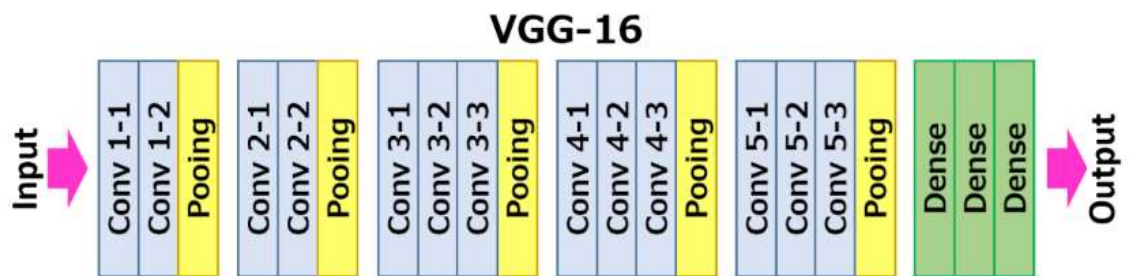 VGG-16
Input
Conv 1-1
Conv 1-2
Pooing
Conv 2-1
Conv 2-2
Pooing
Conv 3-1
Conv 3-2
Conv 3-3
Pooing
Conv 4-1
Conv 4-2
Conv 4-3
Pooing
Conv 5-1
Conv 5-2
Conv 5-3
Pooing
Dense
Dense
Dense
Output